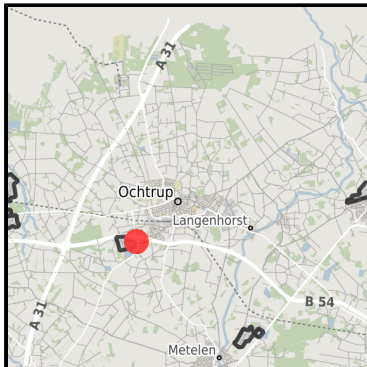 A 31
Ochtrup
Langenhorst
A 31
B 54
Metelen